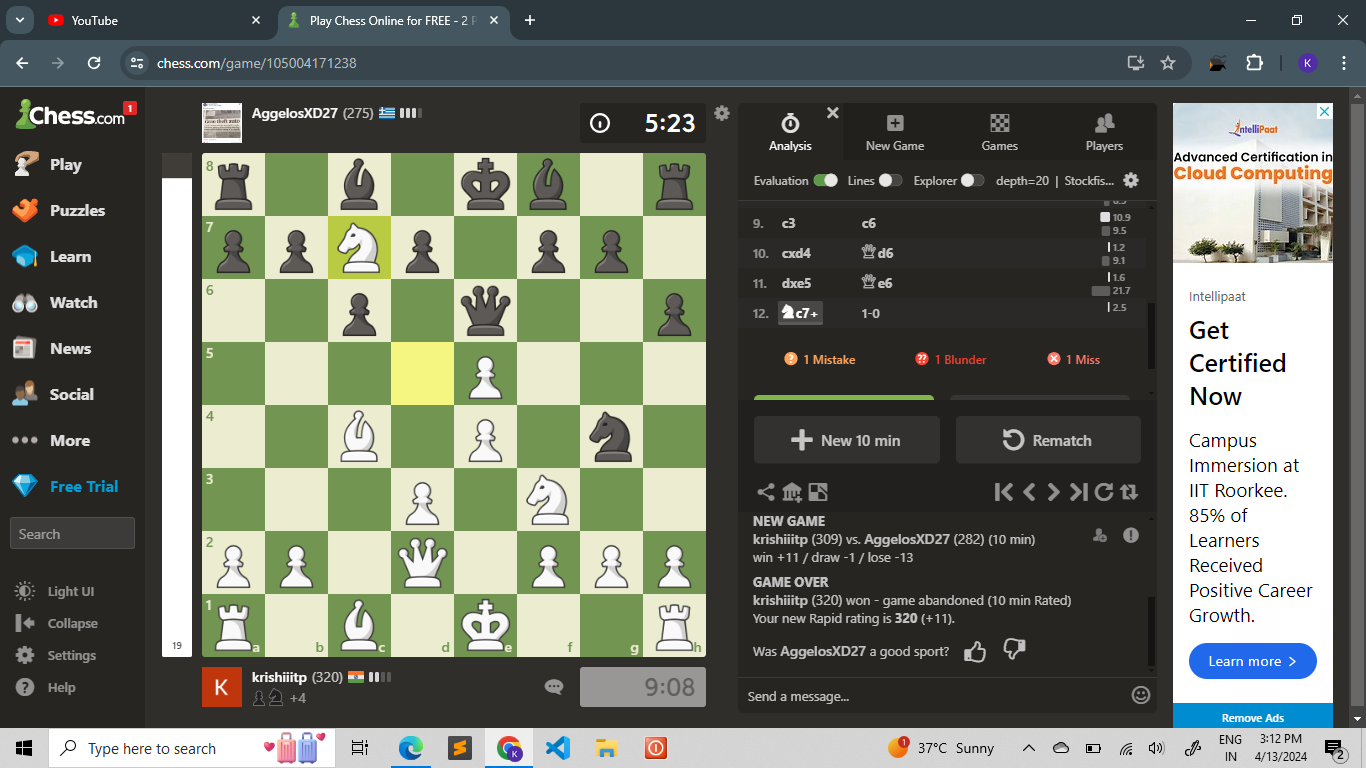 YouTube
Play Chess Online for FREE - 2 P
chess.com/game/105004171238
K
Chess.com
1
Play
Puzzles
Learn
Watch
News
Social
More
Free Trial
Search
Light UI
Collapse
Settings
Help
AggelosXD27 (275)
5:23
8
7
6
5
4
3
2
1
a
b
c
d
e
f
g
h
19
K
krishiiitp (320)
+4
9:08
Analysis
New Game
Games
Players
Evaluation
Lines
Explorer
depth=20 | Stockfis...
9. c3 c6 10.9
9.5
10. cxd4 d6 1.2
9.1
11. dxe5 e6 1.6
21.7
12. c7+ 1-0 2.5
? 1 Mistake
?? 1 Blunder
1 Miss
New 10 min
Rematch
NEW GAME
krishiiitp (309) vs. AggelosXD27 (282) (10 min)
win +11 / draw -1 / lose -13
GAME OVER
krishiiitp (320) won - game abandoned (10 min Rated)
Your new Rapid rating is 320 (+11).
Was AggelosXD27 a good sport?
Send a message...
INTELLIPAAT
Advanced Certification in
Cloud Computing
Intellipaat
Get
Certified
Now
Campus
Immersion at
IIT Roorkee.
85% of
Learners
Received
Positive Career
Growth.
Learn more >
Remove Ads
Type here to search
K
1
37°C Sunny
ENG
IN
3:12 PM
4/13/2024
2